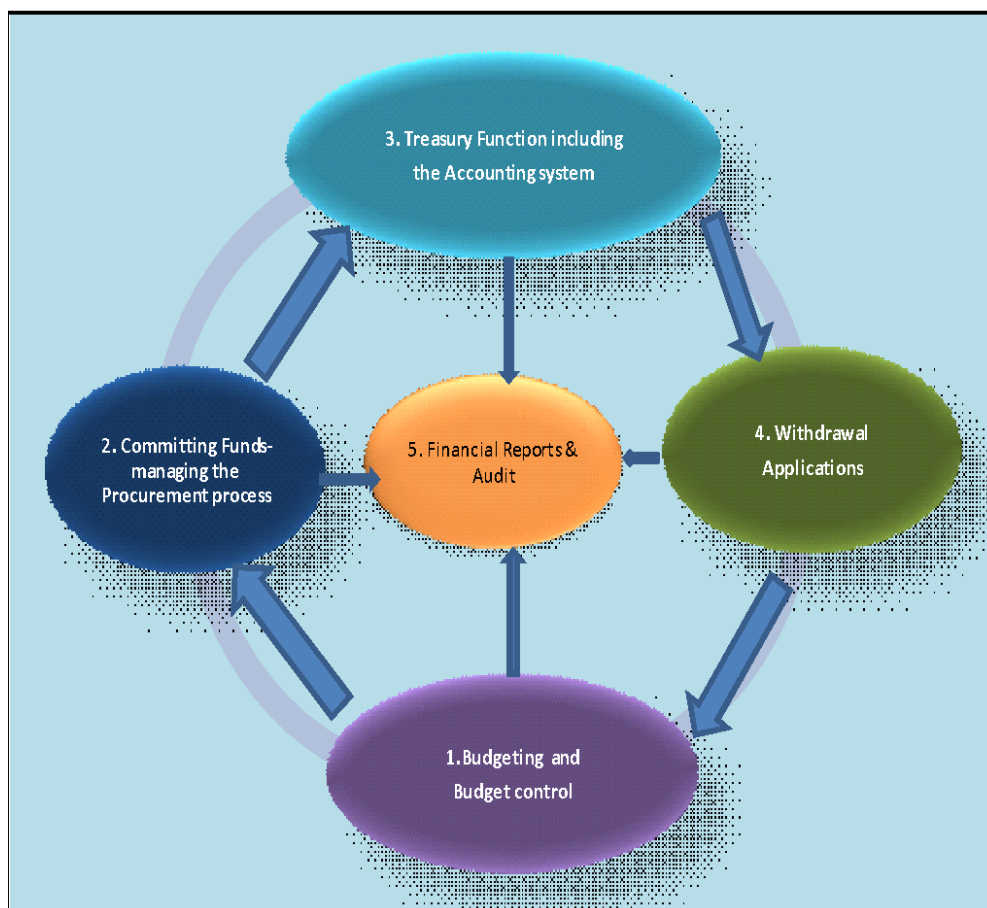 3. Treasury Function including
the Accounting system
2. Committing Funds-
managing the
Procurement process
5. Financial Reports &
Audit
4. Withdrawal
Applications
1.Budgeting and
Budget control